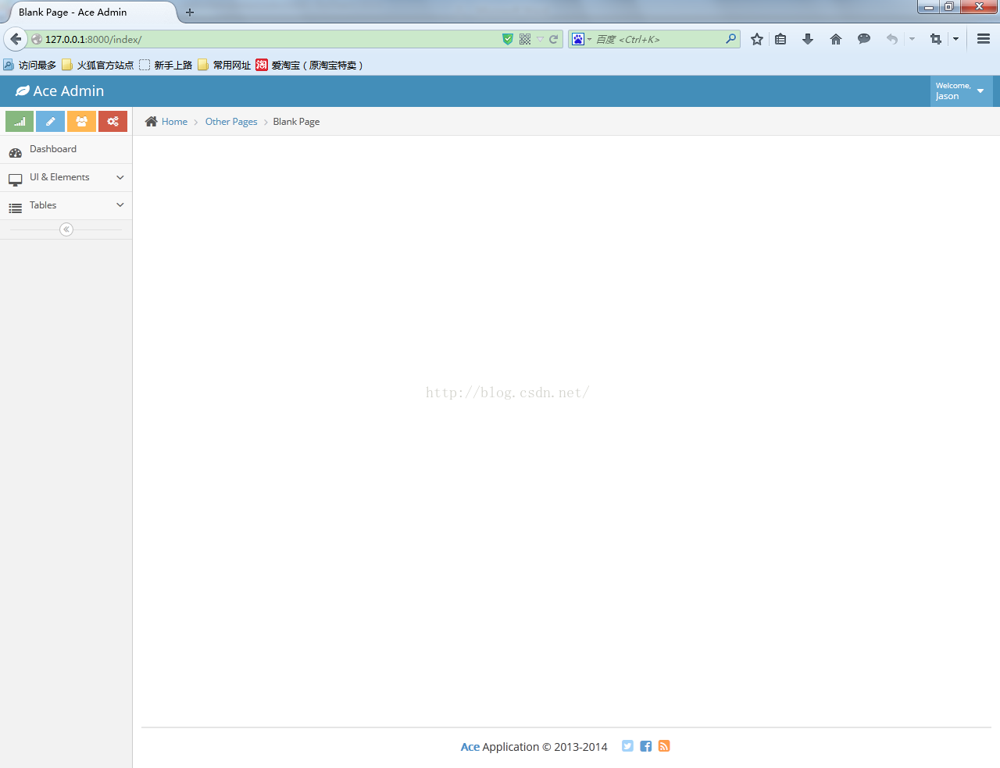 Blank Page - Ace Admin
127.0.0.1:8000/index/
百度 <Ctrl+K>
访问最多 火狐官方站点 新手上路 常用网址 淘 爱淘宝（原淘宝特卖）
Ace Admin
Welcome,
Jason
Home Other Pages Blank Page
Dashboard
UI & Elements
Tables
http://blog.csdn.net/
Ace Application © 2013-2014